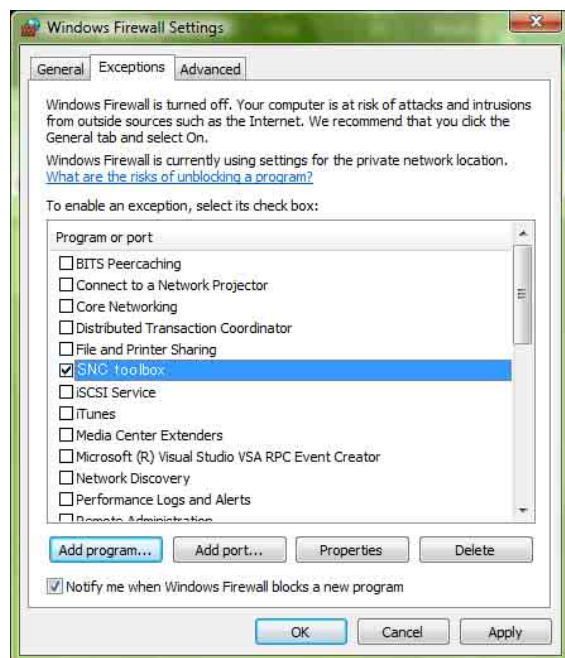 Windows Firewall Settings
General Exceptions Advanced
Windows Firewall is turned off. Your computer is at risk of attacks and intrusions
from outside sources such as the Internet. We recommend that you click the
General tab and select On.
Windows Firewall is currently using settings for the private network location.
What are the risks of unblocking a program?
To enable an exception, select its check box:
Program or port
BITS Peercaching
Connect to a Network Projector
Core Networking
Distributed Transaction Coordinator
File and Printer Sharing
SNC toolbox
iSCSI Service
iTunes
Media Center Extenders
Microsoft (R) Visual Studio VSA RPC Event Creator
Network Discovery
Performance Logs and Alerts
Remote Administration
Add program... Add port... Properties Delete
Notify me when Windows Firewall blocks a new program
OK Cancel Apply